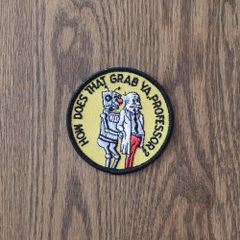 HOW DOES THAT GRAB YA, PROFESSOR?